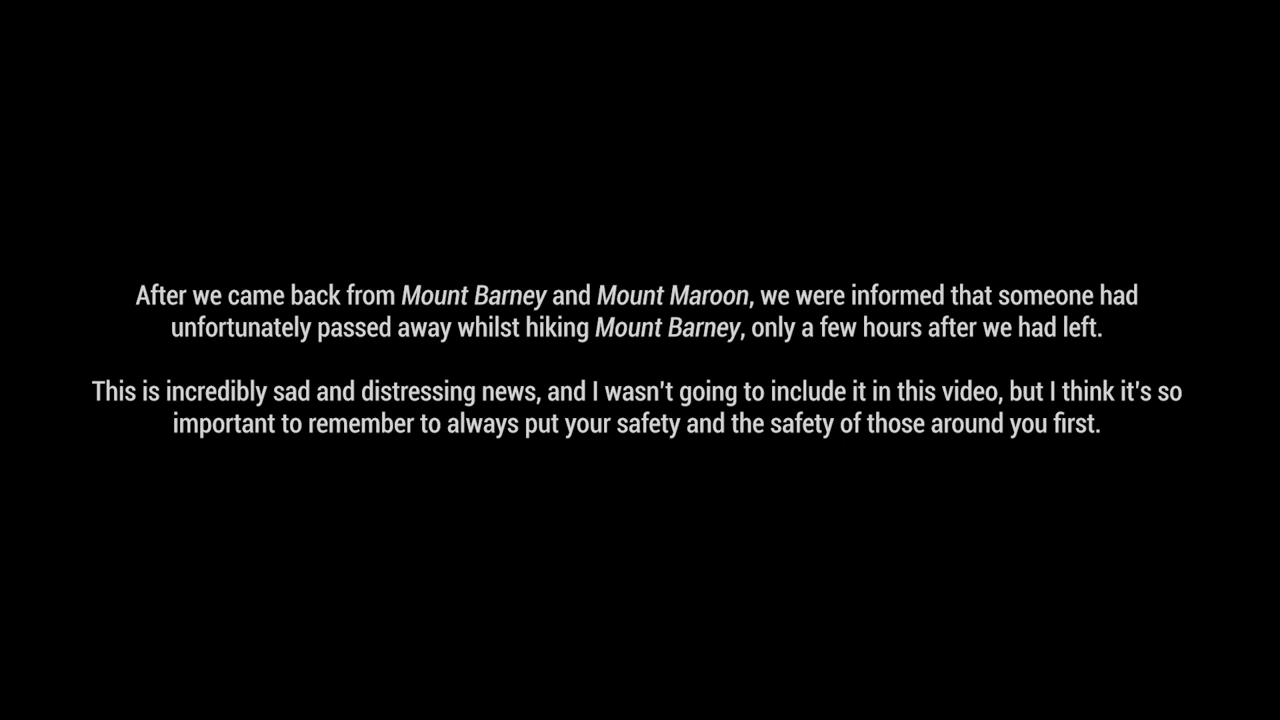 After we came back from Mount Barney and Mount Maroon, we were informed that someone had
unfortunately passed away whilst hiking Mount Barney, only a few hours after we had left.
This is incredibly sad and distressing news, and I wasn't going to include it in this video, but I think it's so
important to remember to always put your safety and the safety of those around you first.